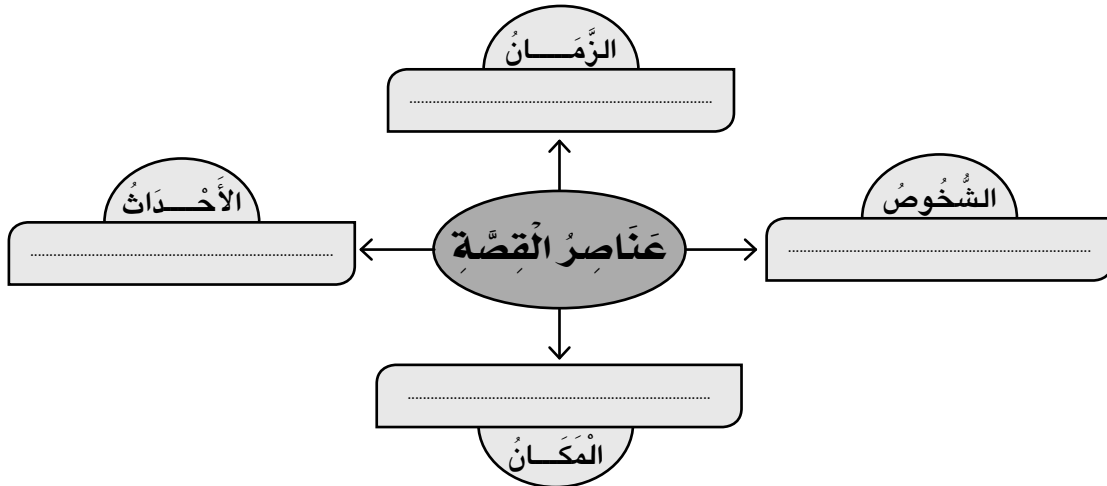 الزَّمَـــانُ
الشُّخُوصُ
عَنَاصِرُ الْقِصَّةِ
الأَحْـــدَاثُ
الْمَكَـــانُ